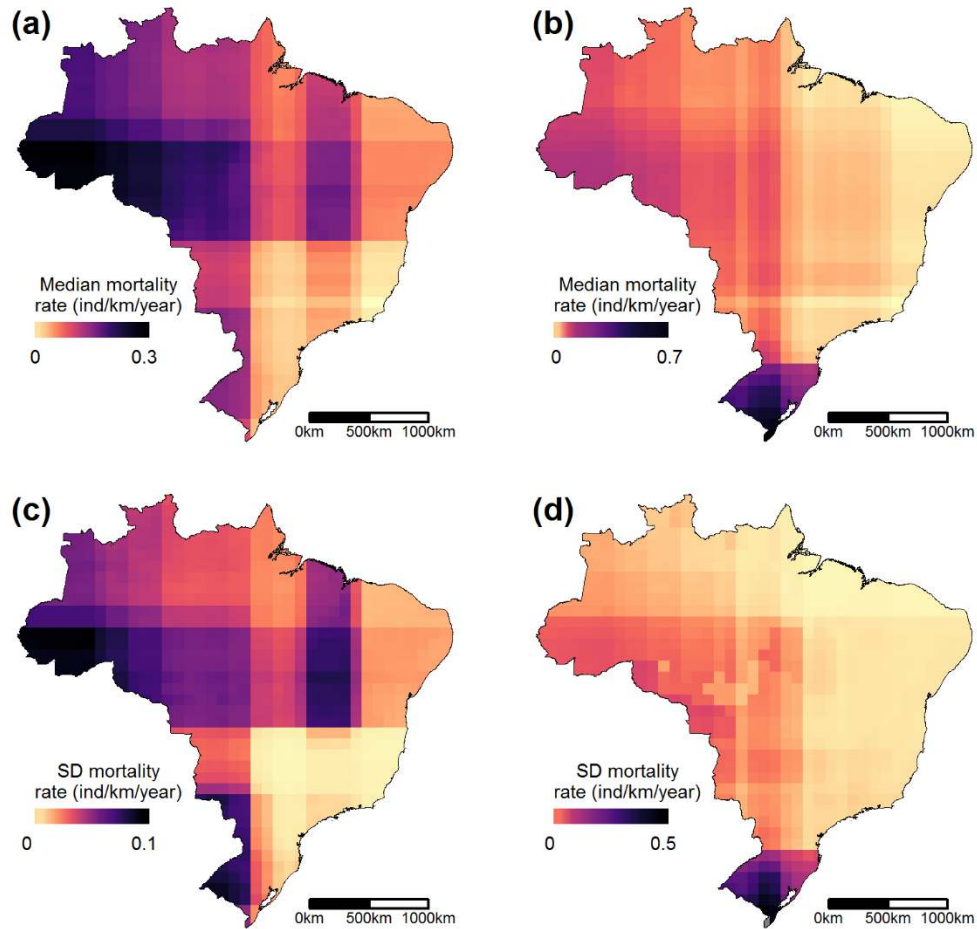 (a)
Median mortality
rate (ind/km/year)
0
0.3
0km 500km 1000km
(b)
Median mortality
rate (ind/km/year)
0
0.7
0km 500km 1000km
(c)
SD mortality
rate (ind/km/year)
0
0.1
0km 500km 1000km
(d)
SD mortality
rate (ind/km/year)
0
0.5
0km 500km 1000km